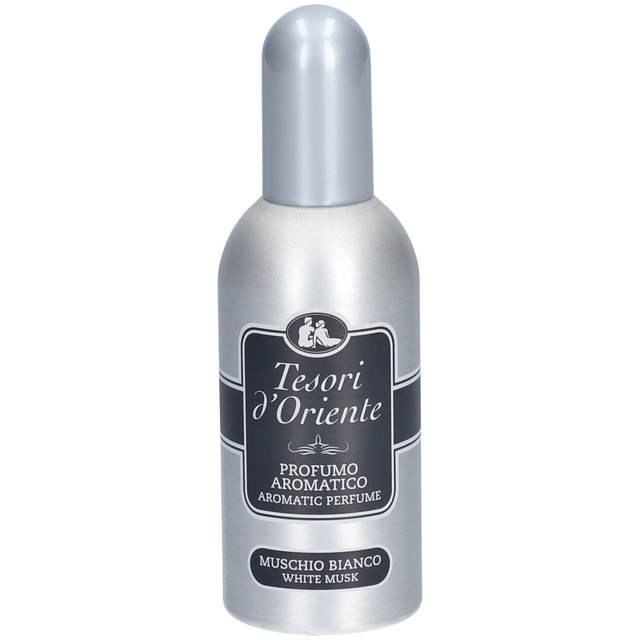 Tesori
d'Oriente
PROFUMO
AROMATICO
AROMATIC PERFUME
MUSCHIO BIANCO
WHITE MUSK